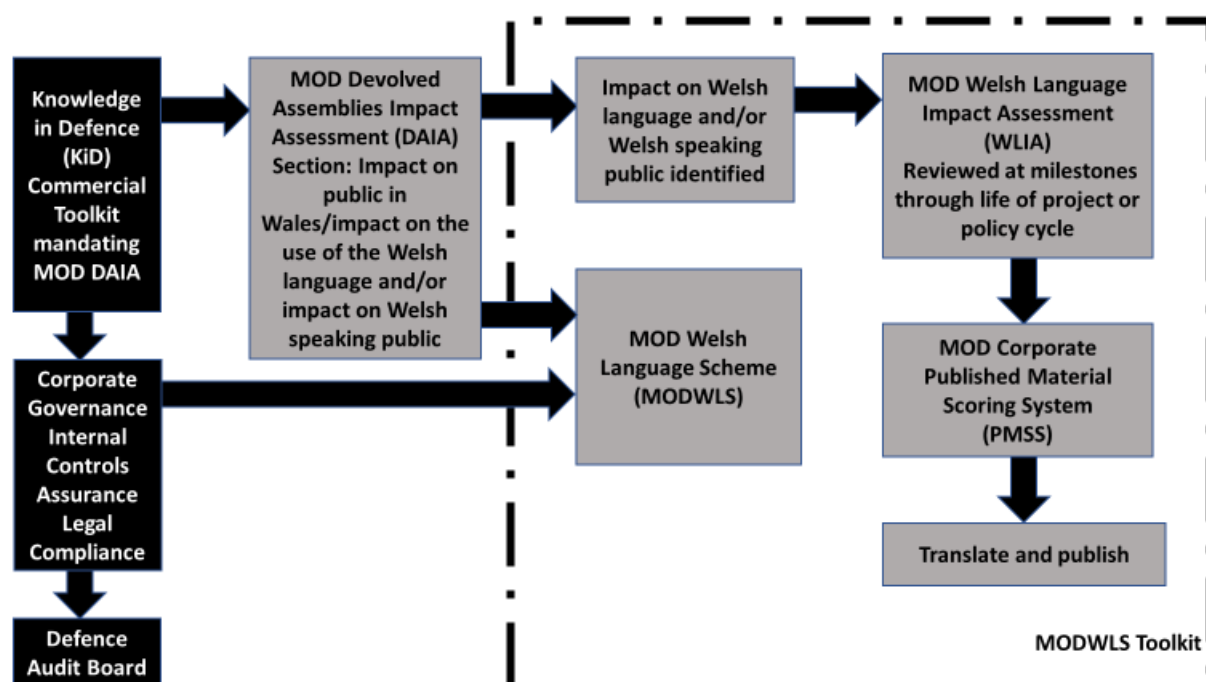 Knowledge
in Defence
(KiD)
Commercial
Toolkit
mandating
MOD DAIA
MOD Devolved
Assemblies Impact
Assessment (DAIA)
Section: Impact on
public in
Wales/impact on the
use of the Welsh
language and/or
impact on Welsh
speaking public
Impact on Welsh
language and/or
Welsh speaking
public identified
MOD Welsh Language
Impact Assessment
(WLIA)
Reviewed at milestones
through life of project or
policy cycle
Corporate
Governance
Internal
Controls
Assurance
Legal
Compliance
MOD Welsh
Language Scheme
(MODWLS)
MOD Corporate
Published Material
Scoring System
(PMSS)
Translate and publish
Defence
Audit Board
MODWLS Toolkit